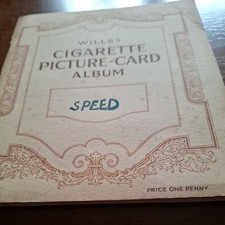 WILLS'S
CIGARETTE
PICTURE-CARD
ALBUM
SPEED
PRICE ONE PENNY